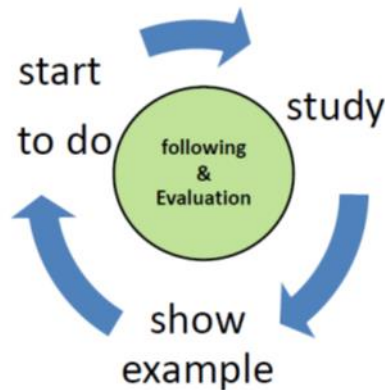 start
to do
study
following
&
Evaluation
show
example